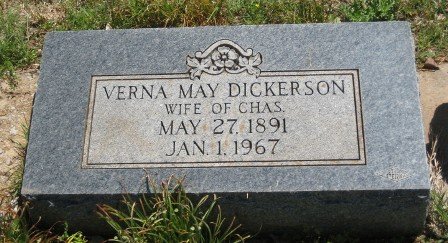 VERNA MAY DICKERSON
WIFE OF CHAS.
MAY 27, 1891
JAN. 1, 1967